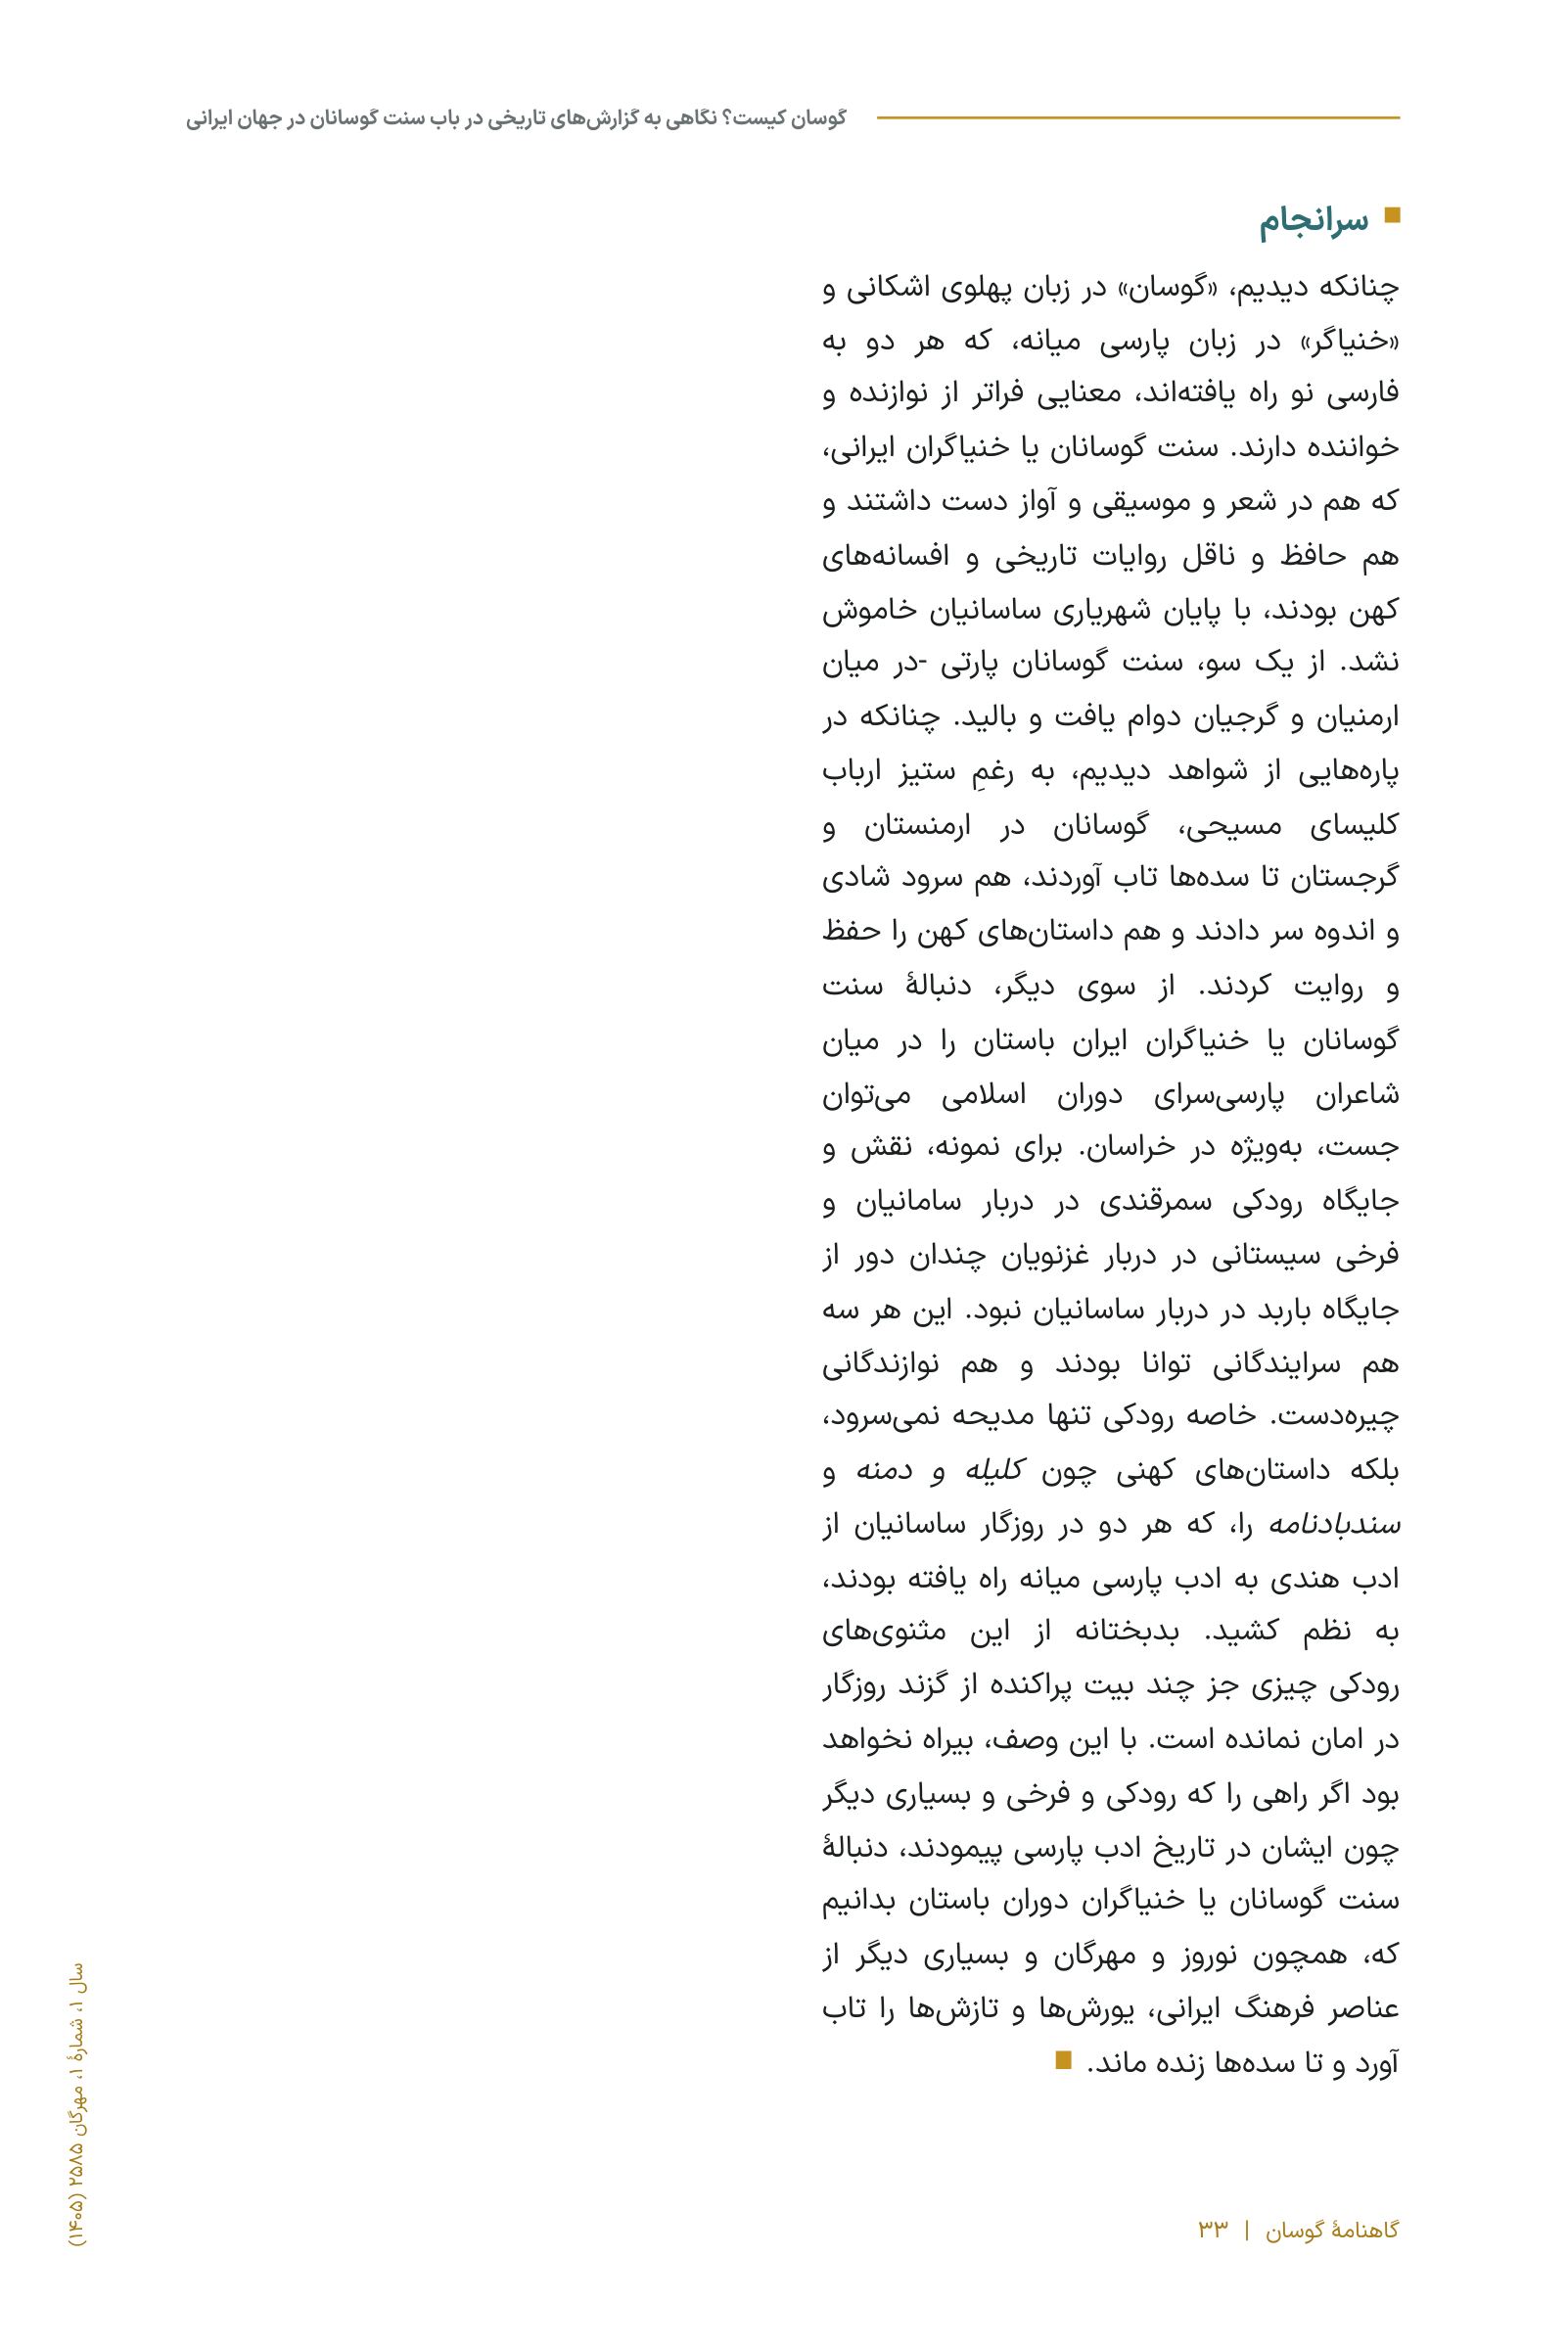 گوسان کیست؟ نگاهی به گزارش‌های تاریخی در باب سنت گوسانان در جهان ایرانی
سرانجام
چنانکه دیدیم، «گوسان» در زبان پهلوی اشکانی و
«خنیاگر» در زبان پارسی میانه، که هر دو به
فارسی نو راه یافته‌اند، معنایی فراتر از نوازنده و
خواننده دارند. سنت گوسانان یا خنیاگران ایرانی،
که هم در شعر و موسیقی و آواز دست داشتند و
هم حافظ و ناقل روایات تاریخی و افسانه‌های
کهن بودند، با پایان شهریاری ساسانیان خاموش
نشد. از یک سو، سنت گوسانان پارتی -در میان
ارمنیان و گرجیان دوام یافت و بالید. چنانکه در
پاره‌هایی از شواهد دیدیم، به رغمِ ستیز ارباب
کلیسای مسیحی، گوسانان در ارمنستان و
گرجستان تا سده‌ها تاب آوردند، هم سرود شادی
و اندوه سر دادند و هم داستان‌های کهن را حفظ
و روایت کردند. از سوی دیگر، دنبالهٔ سنت
گوسانان یا خنیاگران ایران باستان را در میان
شاعران پارسی‌سرای دوران اسلامی می‌توان
جست، به‌ویژه در خراسان. برای نمونه، نقش و
جایگاه رودکی سمرقندی در دربار سامانیان و
فرخی سیستانی در دربار غزنویان چندان دور از
جایگاه باربد در دربار ساسانیان نبود. این هر سه
هم سرایندگانی توانا بودند و هم نوازندگانی
چیره‌دست. خاصه رودکی تنها مدیحه نمی‌سرود،
بلکه داستان‌های کهنی چون کلیله و دمنه و
سندبادنامه را، که هر دو در روزگار ساسانیان از
ادب هندی به ادب پارسی میانه راه یافته بودند،
به نظم کشید. بدبختانه از این مثنوی‌های
رودکی چیزی جز چند بیت پراکنده از گزند روزگار
در امان نمانده است. با این وصف، بیراه نخواهد
بود اگر راهی را که رودکی و فرخی و بسیاری دیگر
چون ایشان در تاریخ ادب پارسی پیمودند، دنبالهٔ
سنت گوسانان یا خنیاگران دوران باستان بدانیم
که، همچون نوروز و مهرگان و بسیاری دیگر از
عناصر فرهنگ ایرانی، یورش‌ها و تازش‌ها را تاب
آورد و تا سده‌ها زنده ماند.
سال ۱، شمارهٔ ۱، مهرگان ۲۵۸۵ (۱۴۰۵)
گاهنامهٔ گوسان | ۳۳